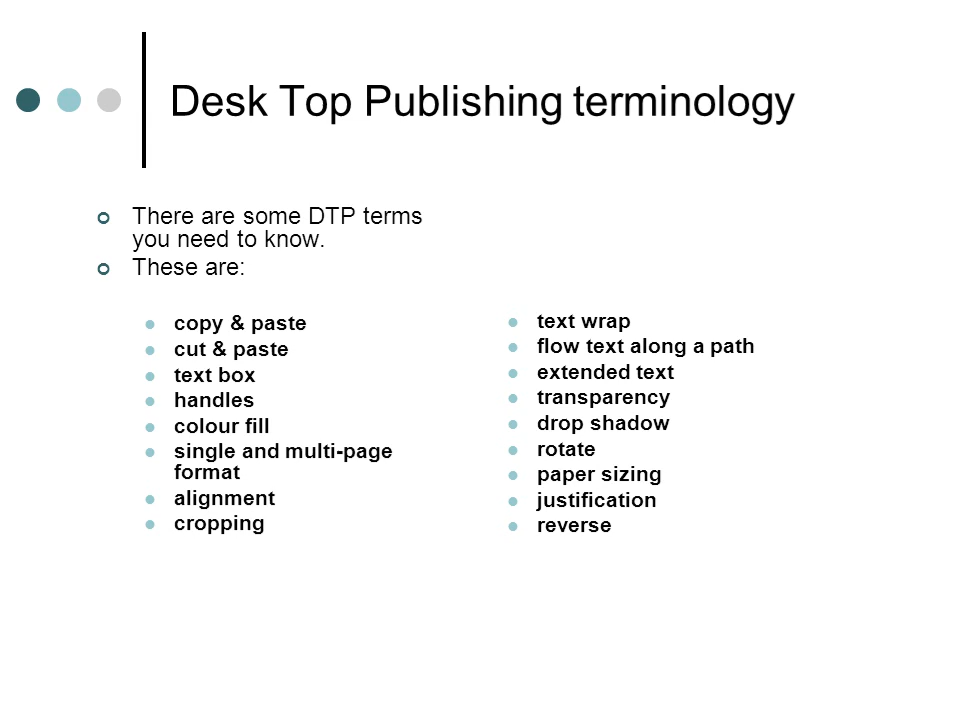 Desk Top Publishing terminology
There are some DTP terms
you need to know.
These are:
copy & paste
cut & paste
text box
handles
colour fill
single and multi-page
format
alignment
cropping
text wrap
flow text along a path
extended text
transparency
drop shadow
rotate
paper sizing
justification
reverse